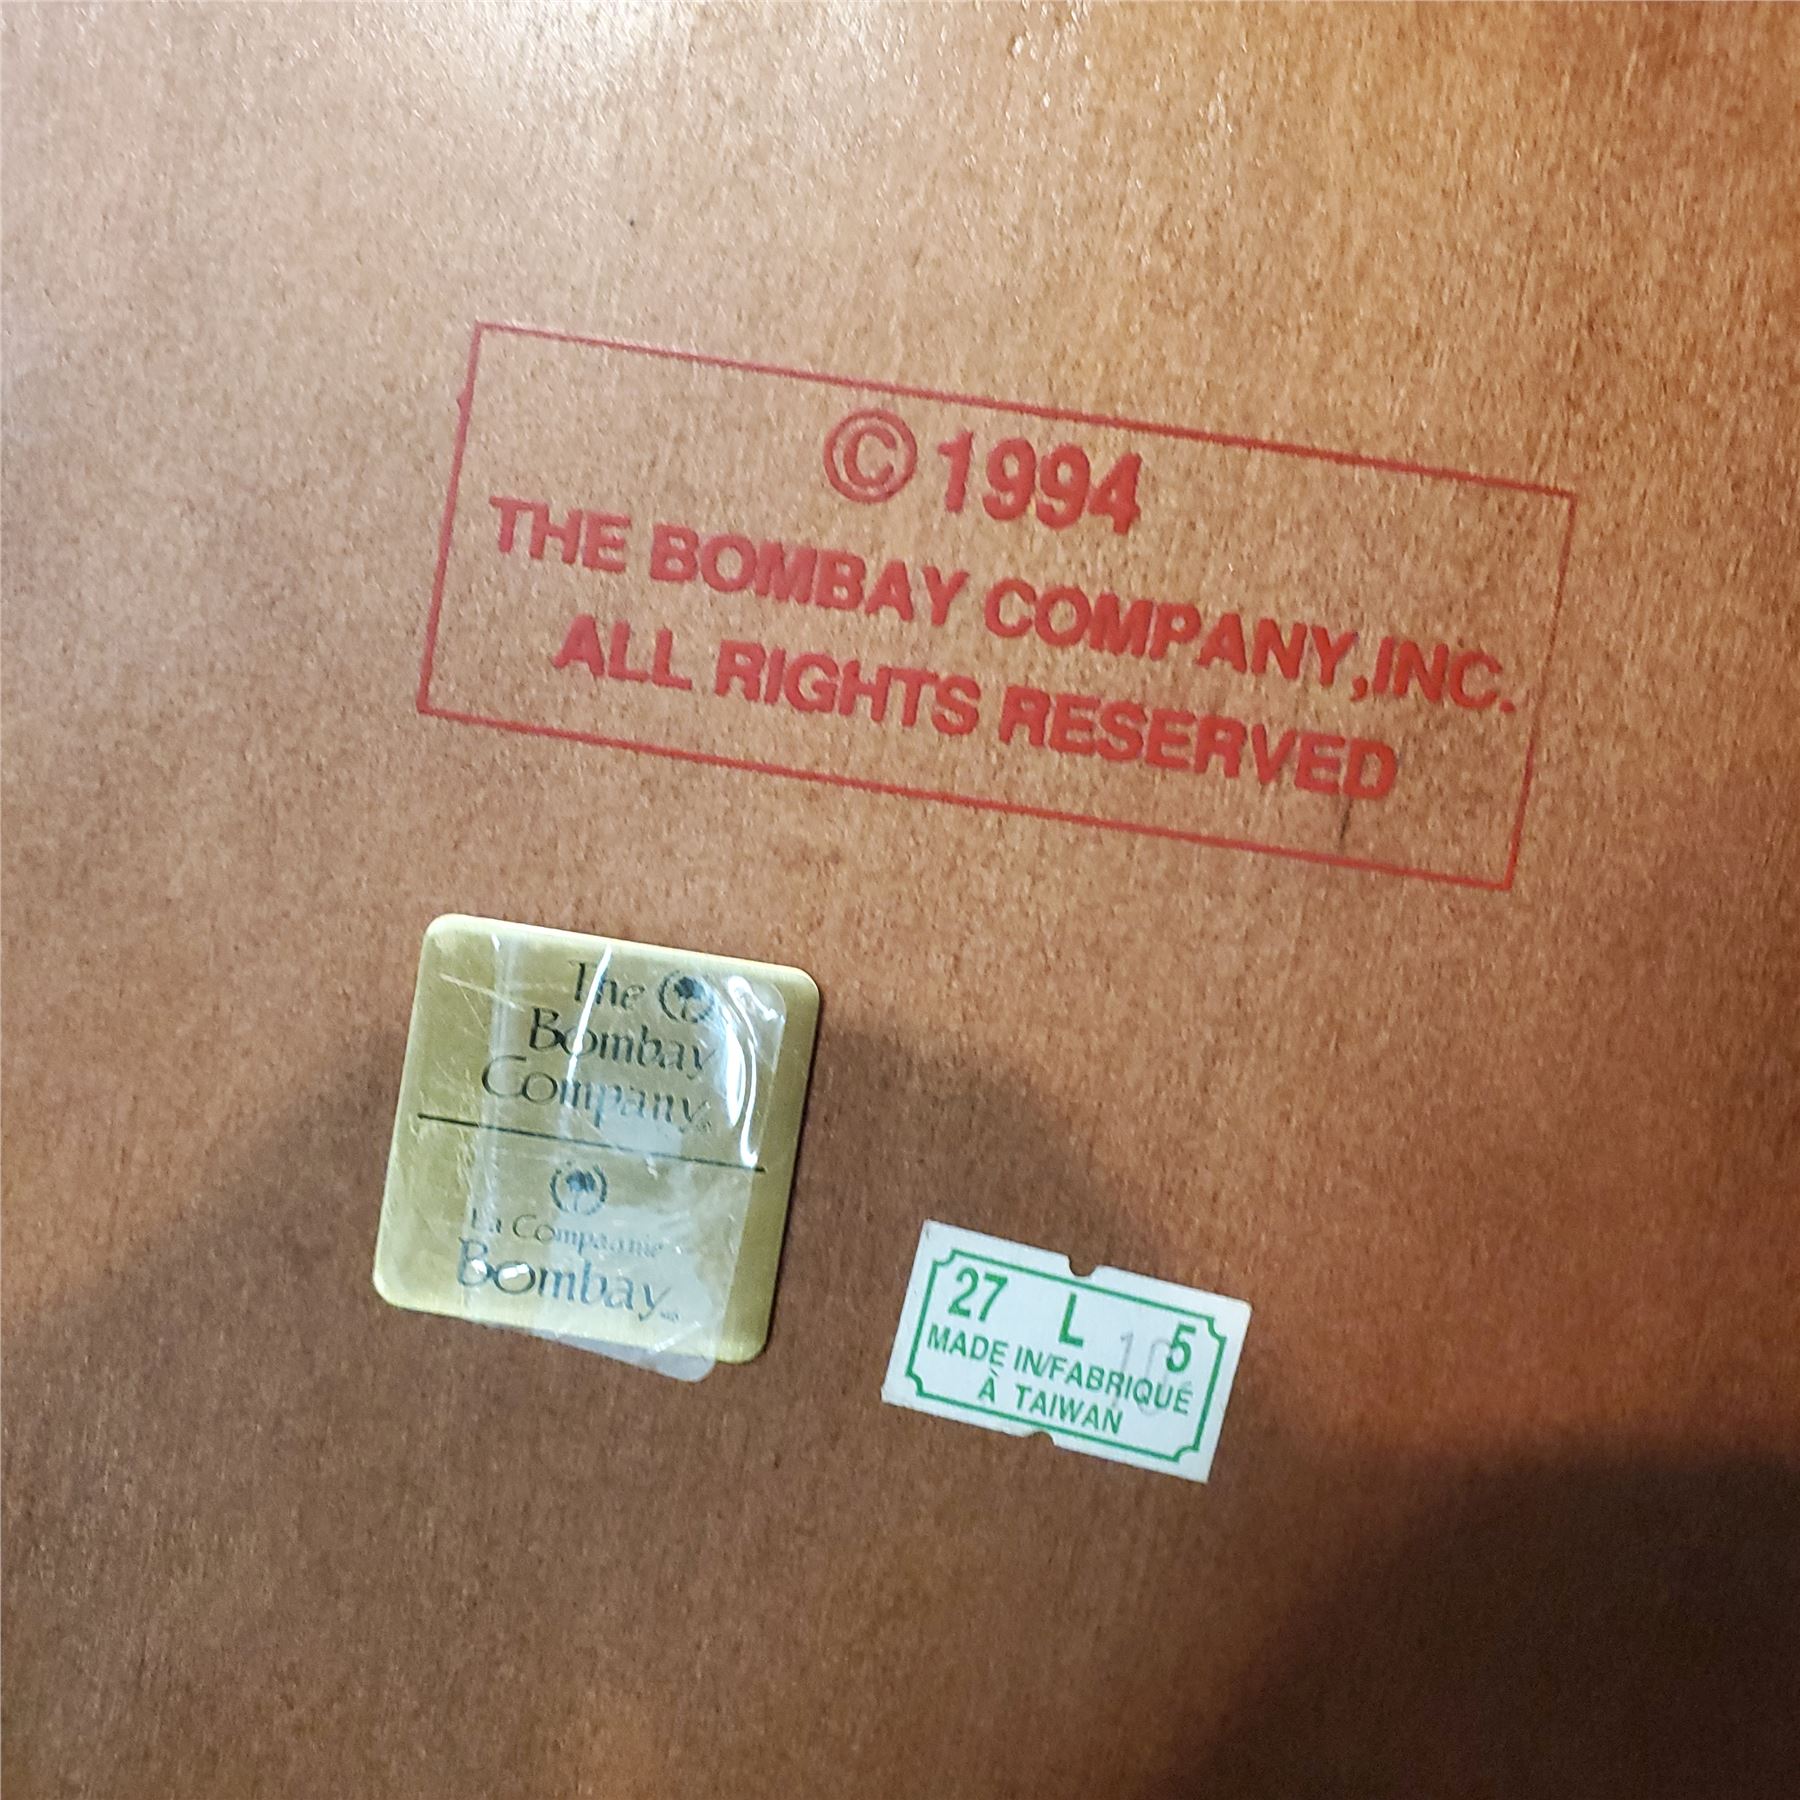 © 1994
THE BOMBAY COMPANY,INC.
ALL RIGHTS RESERVED
The
Bombay
Company
La Compagnie
Bombay
27 L 5
MADE IN/FABRIQUÉ
À TAIWAN